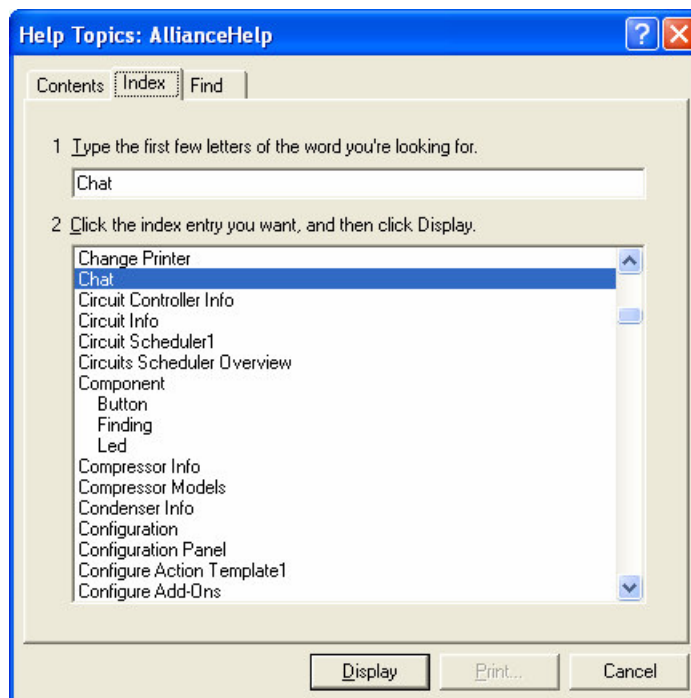 Help Topics: AllianceHelp
Contents Index Find
1 Type the first few letters of the word you're looking for.
Chat
2 Click the index entry you want, and then click Display.
Change Printer
Chat
Circuit Controller Info
Circuit Info
Circuit Scheduler1
Circuits Scheduler Overview
Component
Button
Finding
Led
Compressor Info
Compressor Models
Condenser Info
Configuration
Configuration Panel
Configure Action Template1
Configure Add-Ons
Display Print... Cancel